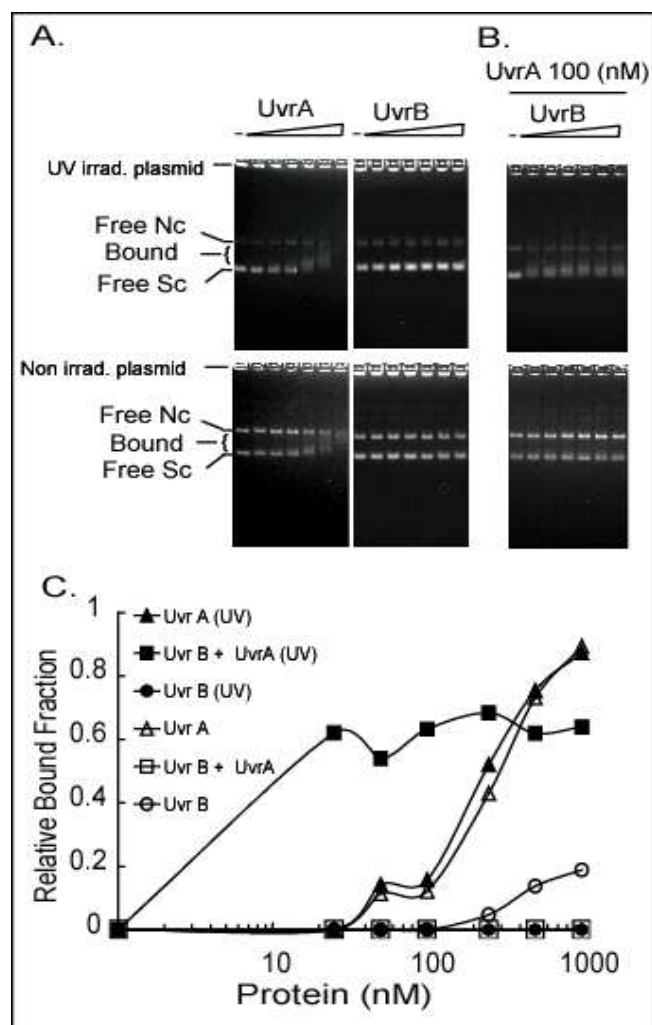 A.
B.
UvrA 100 (nM)
UvrA
UvrB
UvrB
-
-
-
UV irrad. plasmid
Free Nc
Bound {
Free Sc
Non irrad. plasmid
Free Nc
Bound {
Free Sc
C.
1
0.8
0.6
0.4
0.2
0
Relative Bound Fraction
Uvr A (UV)
Uvr B + UvrA (UV)
Uvr B (UV)
Uvr A
Uvr B + UvrA
Uvr B
10
100
1000
Protein (nM)